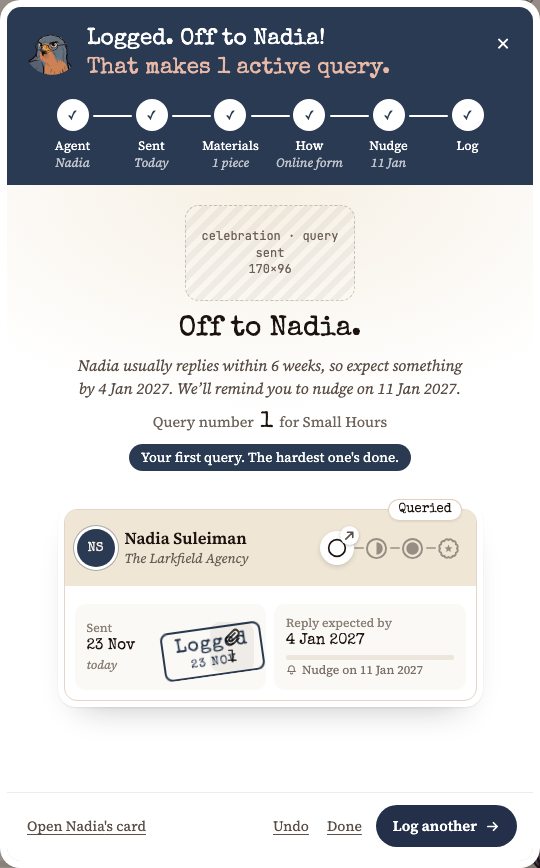 Logged. Off to Nadia!
That makes 1 active query.
Agent
Nadia
Sent
Today
Materials
1 piece
How
Online form
Nudge
11 Jan
Log
celebration · query
sent
170×96
Off to Nadia.
Nadia usually replies within 6 weeks, so expect something
by 4 Jan 2027. We’ll remind you to nudge on 11 Jan 2027.
Query number 1 for Small Hours
Your first query. The hardest one's done.
Queried
NS
Nadia Suleiman
The Larkfield Agency
Sent
23 Nov
today
Logged
23 NOV
1
Reply expected by
4 Jan 2027
Nudge on 11 Jan 2027
Open Nadia's card
Undo
Done
Log another